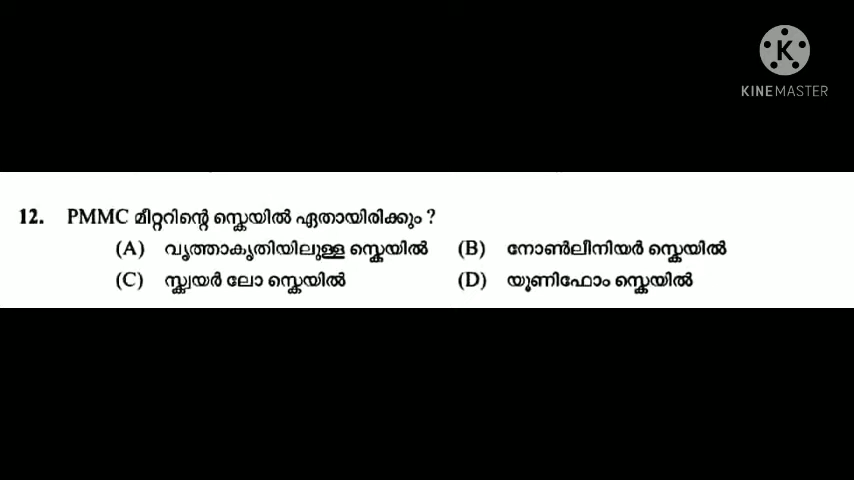 K
KINEMASTER
12. PMMC മീറ്ററിന്റെ സ്കെയിൽ ഏതായിരിക്കും ?
(A) വൃത്താകൃതിയിലുള്ള സ്കെയിൽ (B) നോൺലീനിയർ സ്കെയിൽ
(C) സ്ക്വയർ ലോ സ്കെയിൽ (D) യൂണിഫോം സ്കെയിൽ